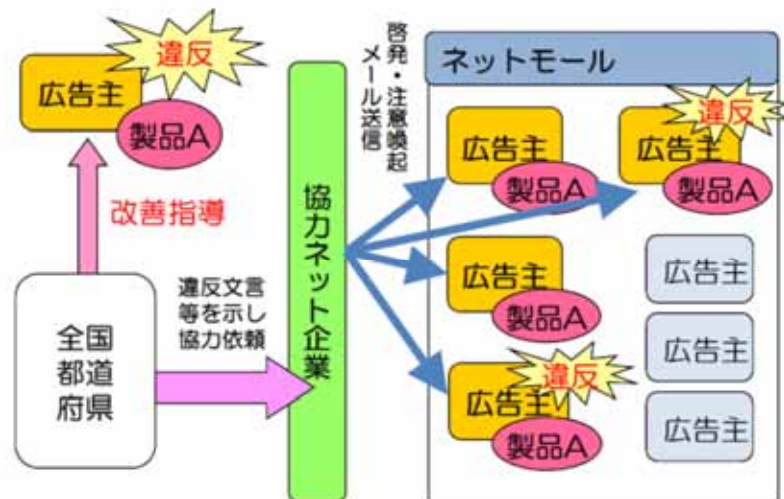 違反
広告主
製品A
改善指導
全国
都道
府県
違反文言
等を示し
協力依頼
協力ネット企業
啓発・注意喚起
メール送信
ネットモール
広告主
製品A
違反
広告主
製品A
広告主
製品A
広告主
違反
広告主
製品A
広告主
広告主